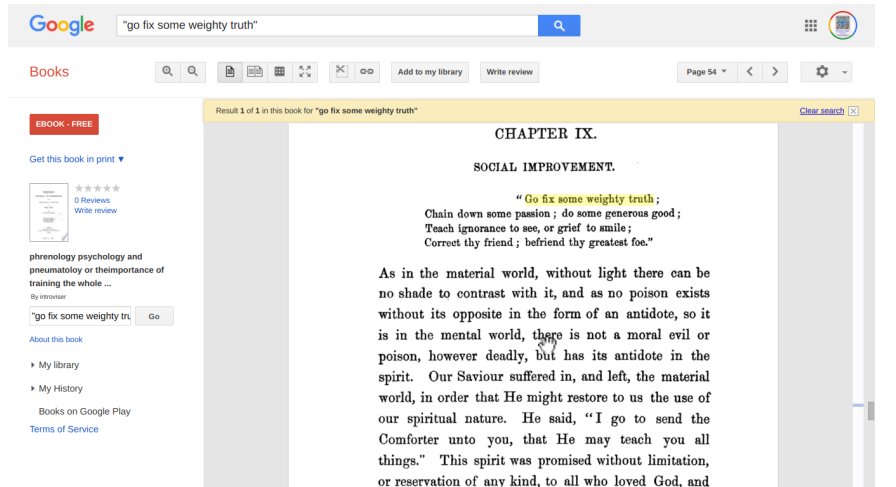 Google
"go fix some weighty truth"
Books
Add to my library
Write review
Page 54
Result 1 of 1 in this book for "go fix some weighty truth"
Clear search
EBOOK - FREE
Get this book in print ▼
0 Reviews
Write review
phrenology psychology and
pneumatoloy or theimportance of
training the whole ...
By introviser
"go fix some weighty tru
Go
About this book
My library
My History
Books on Google Play
Terms of Service
CHAPTER IX.
SOCIAL IMPROVEMENT.
“ Go fix some weighty truth ;
Chain down some passion ; do some generous good ;
Teach ignorance to see, or grief to smile ;
Correct thy friend ; befriend thy greatest foe.”
As in the material world, without light there can be
no shade to contrast with it, and as no poison exists
without its opposite in the form of an antidote, so it
is in the mental world, there is not a moral evil or
poison, however deadly, but has its antidote in the
spirit. Our Saviour suffered in, and left, the material
world, in order that He might restore to us the use of
our spiritual nature. He said, “I go to send the
Comforter unto you, that He may teach you all
things.” This spirit was promised without limitation,
or reservation of any kind, to all who loved God, and